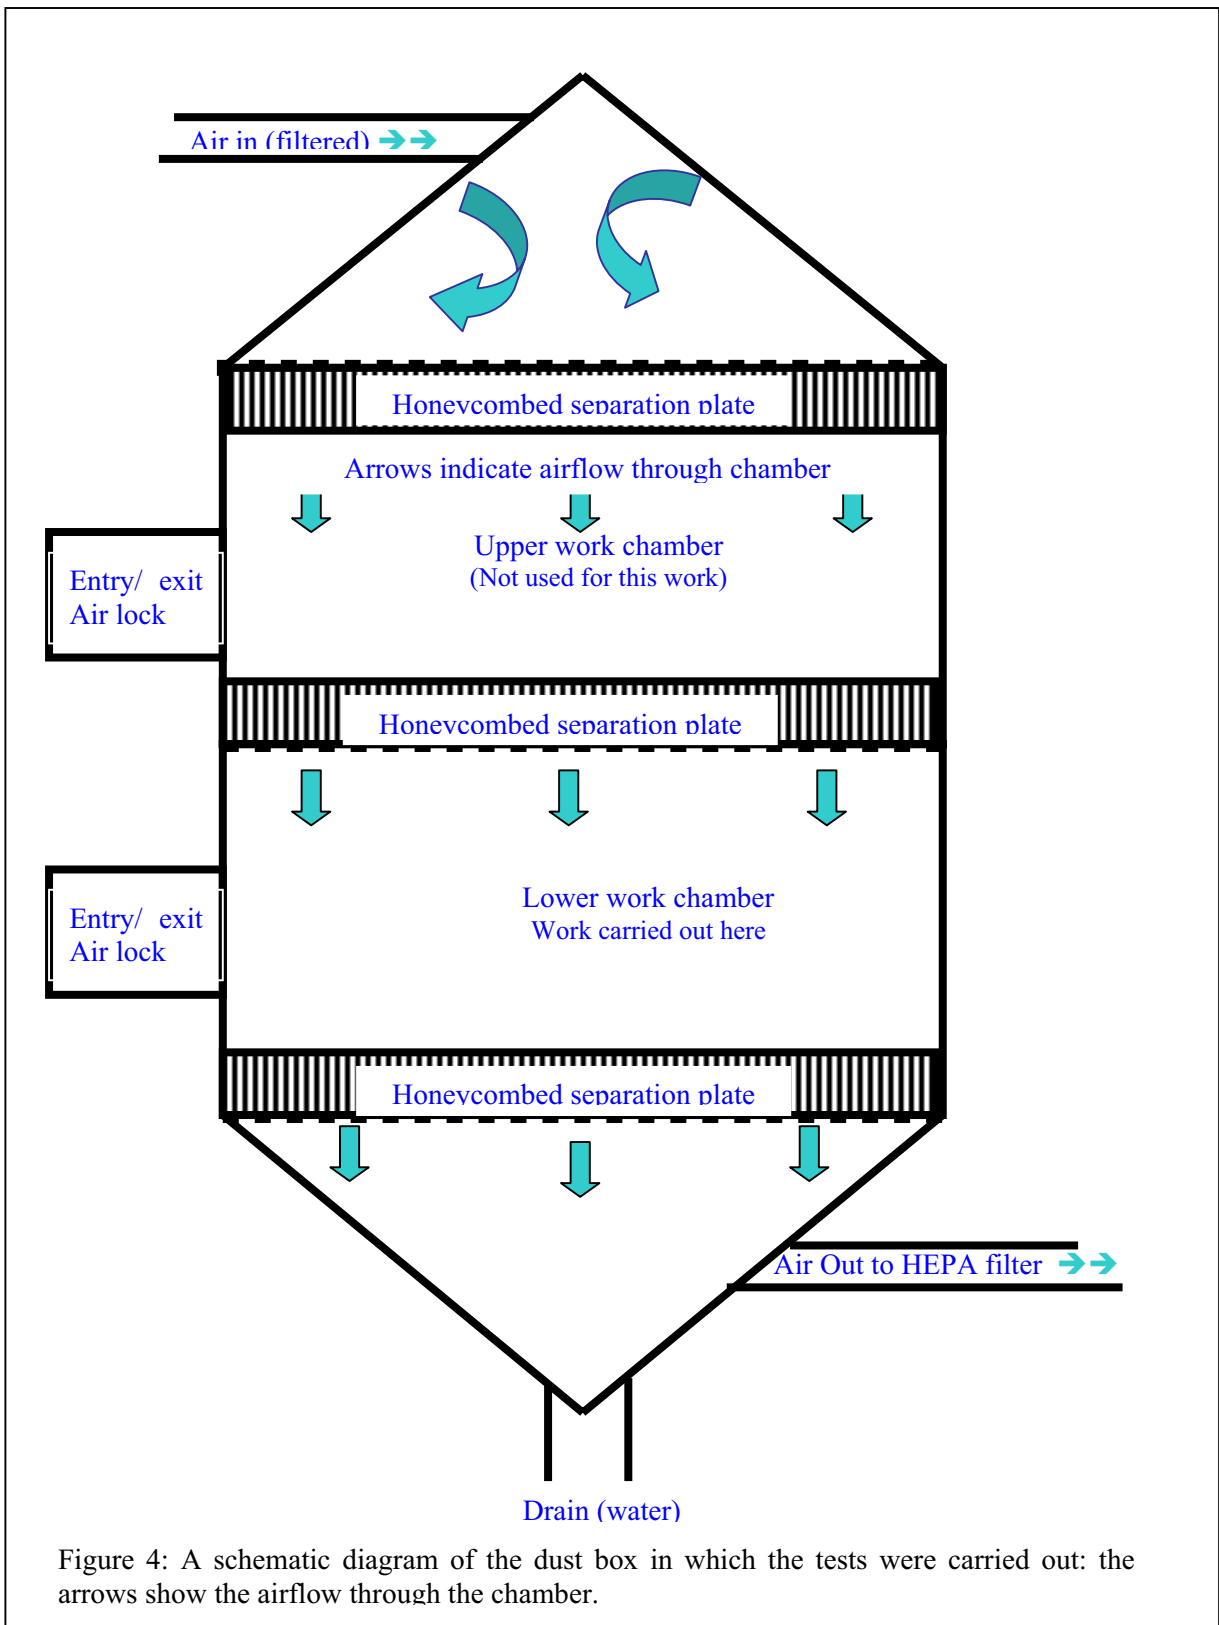 Air in (filtered) ➔➔
Honeycombed separation plate
Arrows indicate airflow through chamber
Upper work chamber
(Not used for this work)
Entry/ exit
Air lock
Honeycombed separation plate
Lower work chamber
Work carried out here
Entry/ exit
Air lock
Honeycombed separation plate
Air Out to HEPA filter ➔➔
Drain (water)
Figure 4: A schematic diagram of the dust box in which the tests were carried out: the
arrows show the airflow through the chamber.